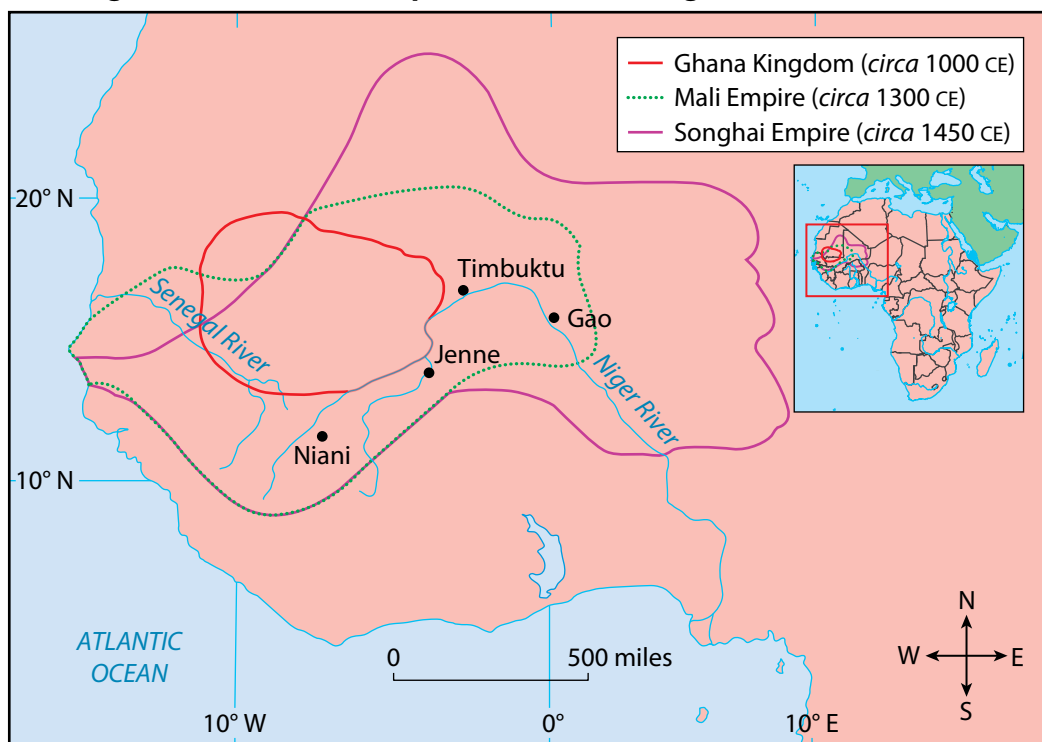 Ghana Kingdom (circa 1000 CE)
Mali Empire (circa 1300 CE)
Songhai Empire (circa 1450 CE)
20° N
Timbuktu
Senegal River
Gao
Jenne
Niger River
Niani
10° N
ATLANTIC
OCEAN
0 500 miles
N
W E
S
10° W
0°
10° E